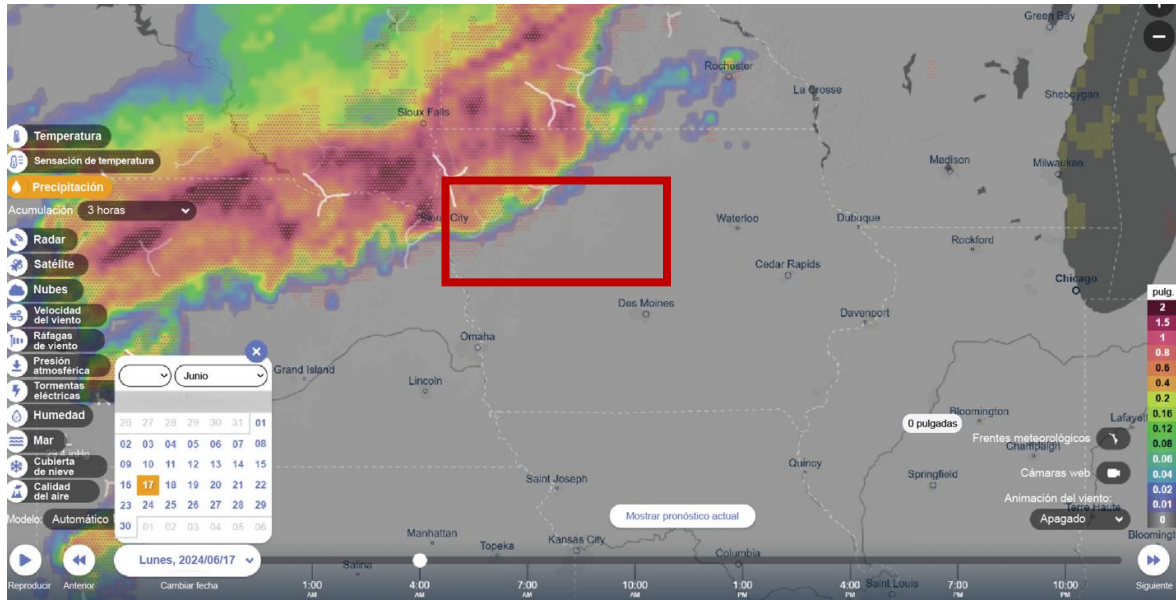 Green Bay
+
−
Rochester
La Crosse
Sheboygan
Sioux Falls
Madison
Milwaukee
Temperatura
Sensación de temperatura
Precipitación
Acumulación
3 horas
Sioux City
Waterloo
Dubuque
Rockford
Cedar Rapids
Chicago
Radar
Satélite
Nubes
Velocidad
del viento
Ráfagas
de viento
Presión
atmosférica
Tormentas
eléctricas
Humedad
Mar
Cubierta
de nieve
Calidad
del aire
Modelo:
Automático
Des Moines
Davenport
Omaha
Grand Island
Lincoln
pulg.
2
1.5
1
0.8
0.6
0.4
0.2
0.16
0.12
0.08
0.06
0.04
0.02
0.01
0
Junio
26 27 28 29 30 31 01
02 03 04 05 06 07 08
09 10 11 12 13 14 15
16 17 18 19 20 21 22
23 24 25 26 27 28 29
30 01 02 03 04 05 06
0 pulgadas
Bloomington
Frentes meteorológicos
Champaign
Quincy
Springfield
Cámaras web
Saint Joseph
Animación del viento:
Terre Haute
Apagado
Mostrar pronóstico actual
Manhattan
Topeka
Kansas City
Columbia
Salina
Saint Louis
Lunes, 2024/06/17
Reproducir
Anterior
Cambiar fecha
1:00 AM
4:00 AM
7:00 AM
10:00 AM
1:00 PM
4:00 PM
7:00 PM
10:00 PM
Siguiente